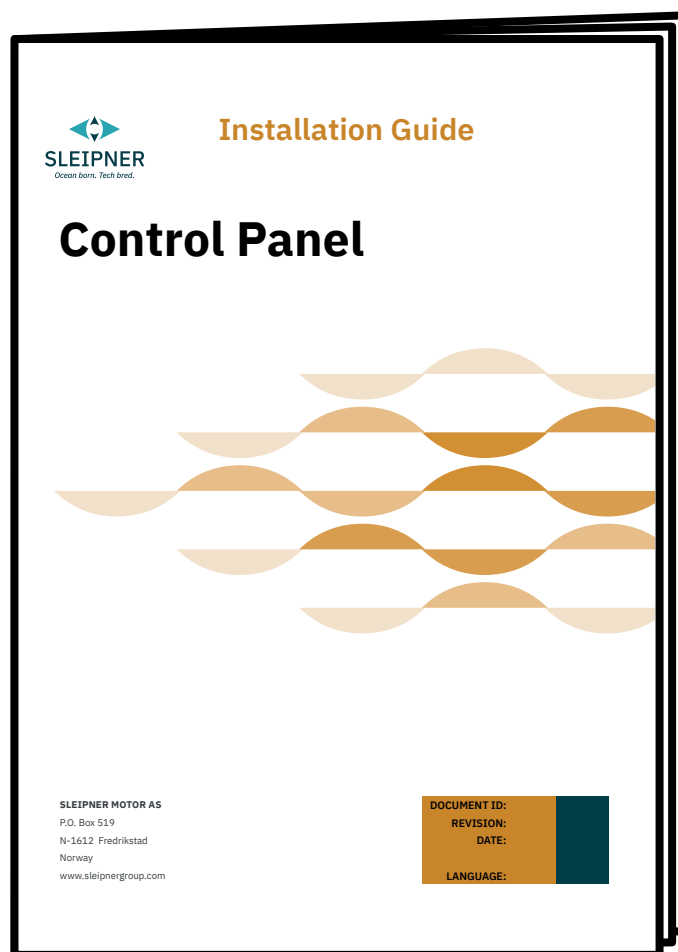 Installation Guide
SLEIPNER
Ocean born. Tech bred.
Control Panel
SLEIPNER MOTOR AS
P.O. Box 519
N-1612 Fredrikstad
Norway
www.sleipnergroup.com
DOCUMENT ID:
REVISION:
DATE:
LANGUAGE: